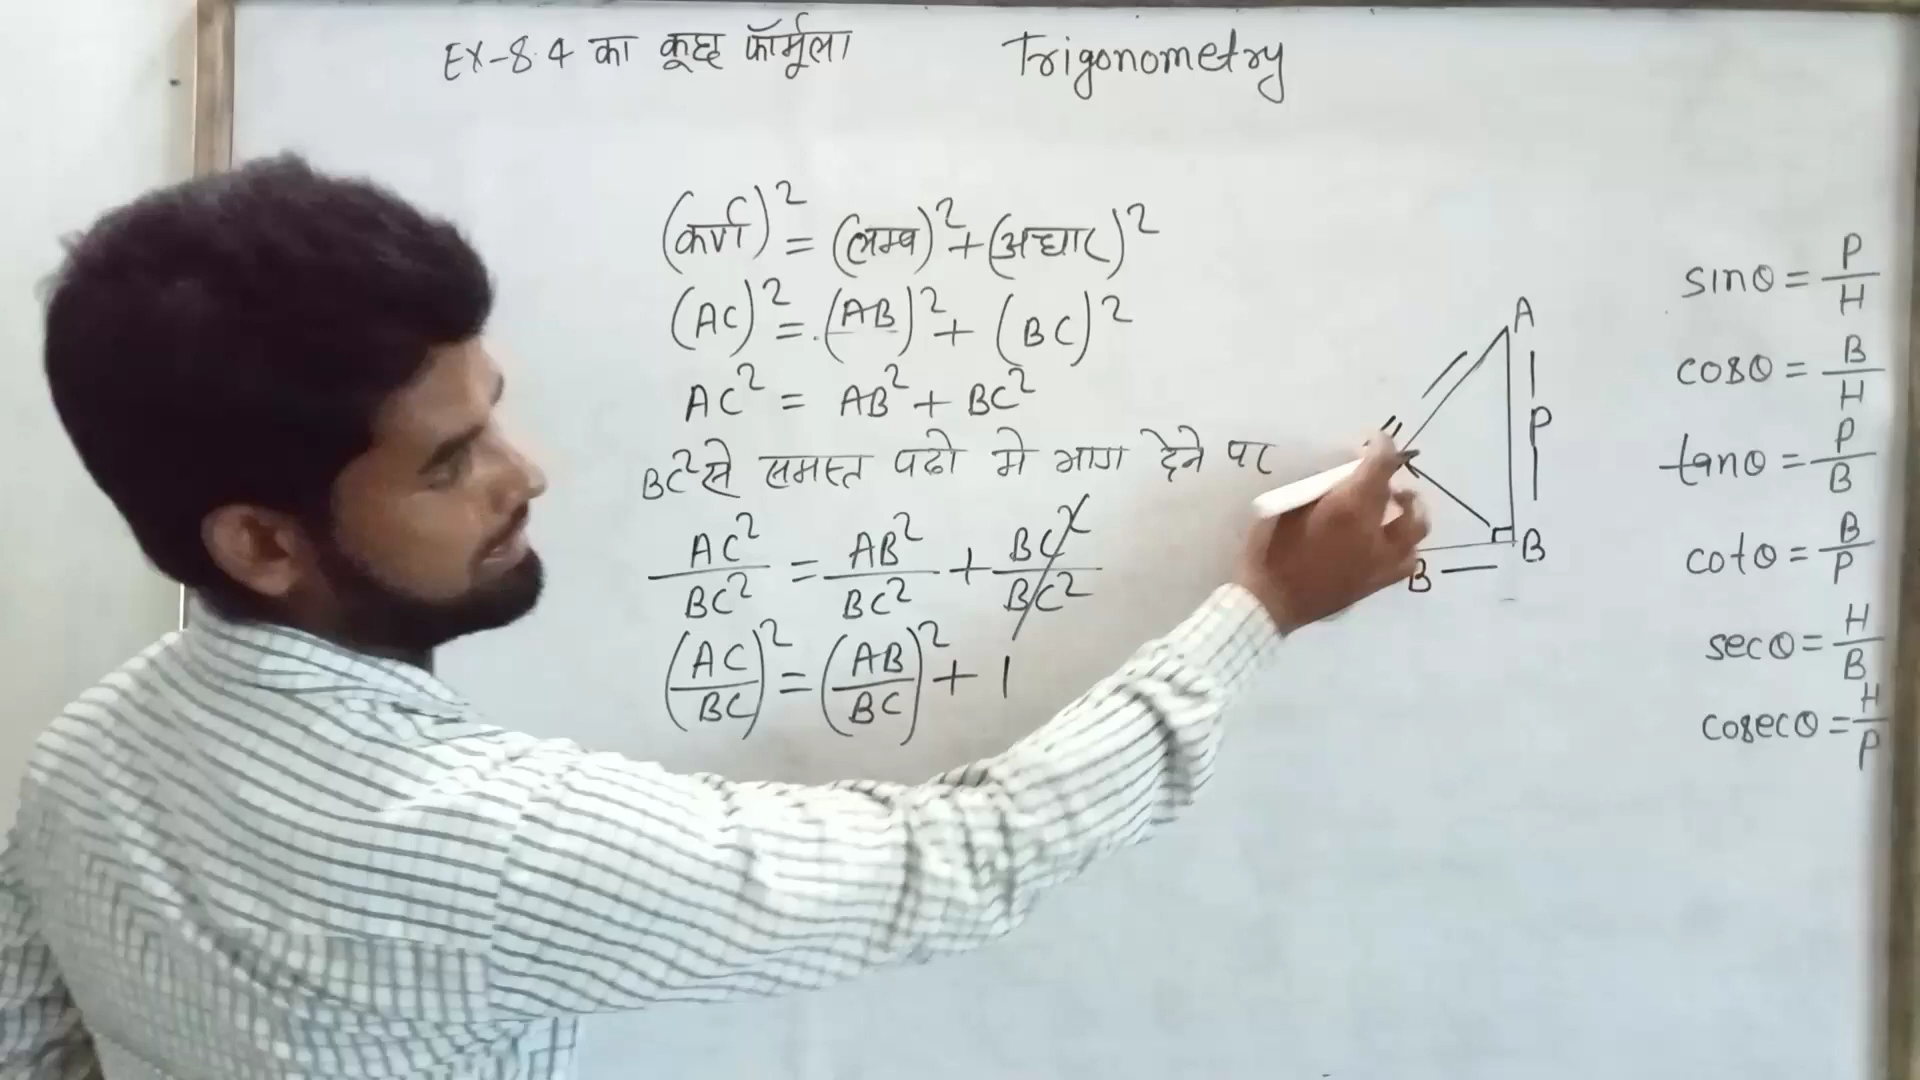 EX-8.4 का कूछ फॉर्मूला Trigonometry
(कर्ण)² = (लम्ब)² + (अधार)²
(AC)² = (AB)² + (BC)²
AC² = AB² + BC²
BC² से समस्त पदो मे भाग देने पर
AC²/BC² = AB²/BC² + BC²/BC²
(AC/BC)² = (AB/BC)² + 1
A
P
B
B
sinθ = P/H
cosθ = B/H
tanθ = P/B
cotθ = B/P
secθ = H/B
cosecθ = H/P